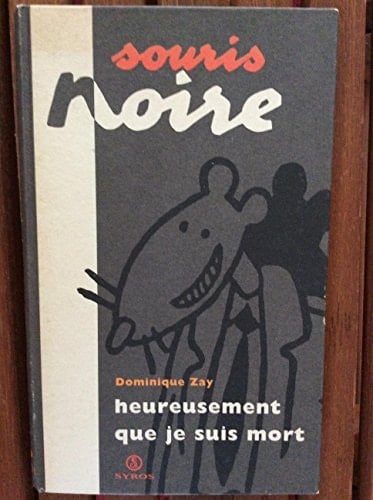 souris
noire
Dominique Zay
heureusement
que je suis mort
SYROS